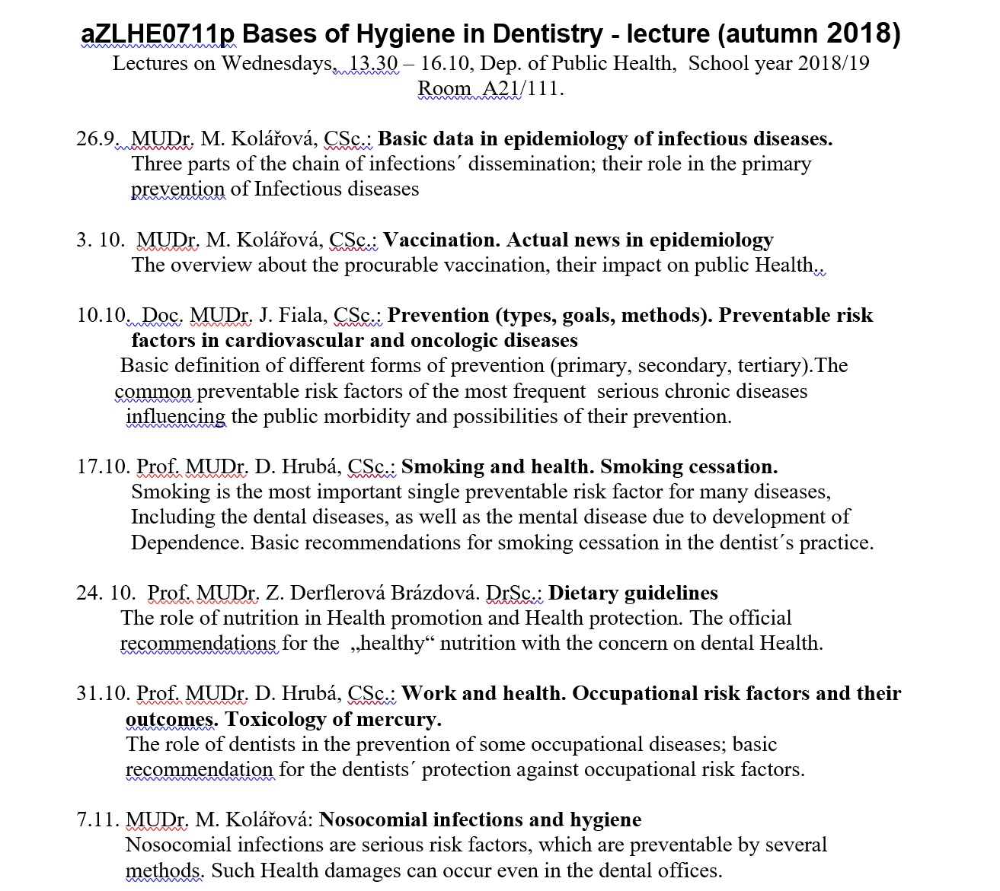 aZLHE0711p Bases of Hygiene in Dentistry - lecture (autumn 2018)
Lectures on Wednesdays,  13.30 – 16.10, Dep. of Public Health,  School year 2018/19
Room  A21/111.
26.9.  MUDr. M. Kolářová, CSc.: Basic data in epidemiology of infectious diseases.
Three parts of the chain of infections´ dissemination; their role in the primary
prevention of Infectious diseases
3. 10.  MUDr. M. Kolářová, CSc.: Vaccination. Actual news in epidemiology
The overview about the procurable vaccination, their impact on public Health..
10.10.  Doc. MUDr. J. Fiala, CSc.: Prevention (types, goals, methods). Preventable risk
factors in cardiovascular and oncologic diseases
Basic definition of different forms of prevention (primary, secondary, tertiary).The
common preventable risk factors of the most frequent  serious chronic diseases
influencing the public morbidity and possibilities of their prevention.
17.10. Prof. MUDr. D. Hrubá, CSc.: Smoking and health. Smoking cessation.
Smoking is the most important single preventable risk factor for many diseases,
Including the dental diseases, as well as the mental disease due to development of
Dependence. Basic recommendations for smoking cessation in the dentist´s practice.
24. 10.  Prof. MUDr. Z. Derflerová Brázdová. DrSc.: Dietary guidelines
The role of nutrition in Health promotion and Health protection. The official
recommendations for the  „healthy“ nutrition with the concern on dental Health.
31.10. Prof. MUDr. D. Hrubá, CSc.: Work and health. Occupational risk factors and their
outcomes. Toxicology of mercury.
The role of dentists in the prevention of some occupational diseases; basic
recommendation for the dentists´ protection against occupational risk factors.
7.11. MUDr. M. Kolářová: Nosocomial infections and hygiene
Nosocomial infections are serious risk factors, which are preventable by several
methods. Such Health damages can occur even in the dental offices.